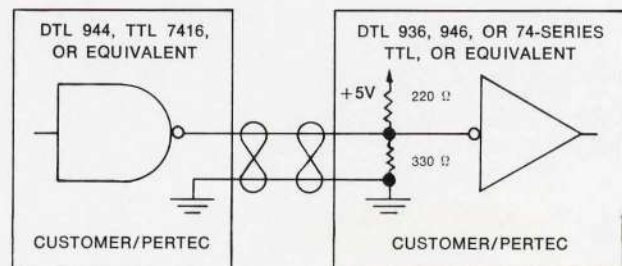 DTL 944, TTL 7416,
OR EQUIVALENT
DTL 936, 946, OR 74-SERIES
TTL, OR EQUIVALENT
+5V
220 Ω
330 Ω
CUSTOMER/PERTEC
CUSTOMER/PERTEC